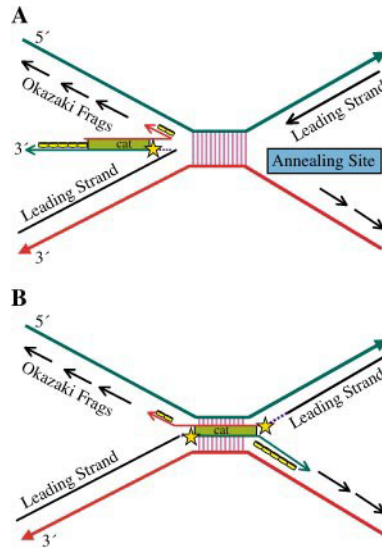 A
5´
Okazaki Frags
Leading Strand
cat
3´
Annealing Site
Leading Strand
3´
B
5´
Okazaki Frags
Leading Strand
cat
Leading Strand
3´